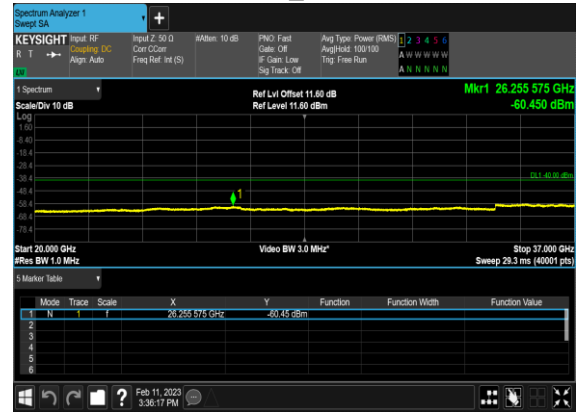 Spectrum Analyzer 1
Swept SA
KEYSIGHT Input: RF Input Z: 50 Ω #Atten: 10 dB PNO: Fast Avg Type: Power (RMS) 1 2 3 4 5 6
R T Coupling: DC Corr CCorr Gate: Off Avg|Hold: 100/100 A W W W W W
Align: Auto Freq Ref: Int (S) IF Gain: Low Trig: Free Run
Sig Track: Off A N N N N N
LXI
1 Spectrum Ref Lvl Offset 11.60 dB Mkr1 26.255 575 GHz
Scale/Div 10 dB Ref Level 11.60 dBm -60.450 dBm
Log
1.60
-8.40
-18.4
-28.4
-38.4 DL1 -40.00 dBm
-48.4
-58.4 1
-68.4
-78.4
Start 20.000 GHz Video BW 3.0 MHz* Stop 37.000 GHz
#Res BW 1.0 MHz Sweep 29.3 ms (40001 pts)
5 Marker Table
Mode Trace Scale X Y Function Function Width Function Value
1 N 1 f 26.255 575 GHz -60.45 dBm
2
3
4
5
6
? Feb 11, 2023
3:36:17 PM